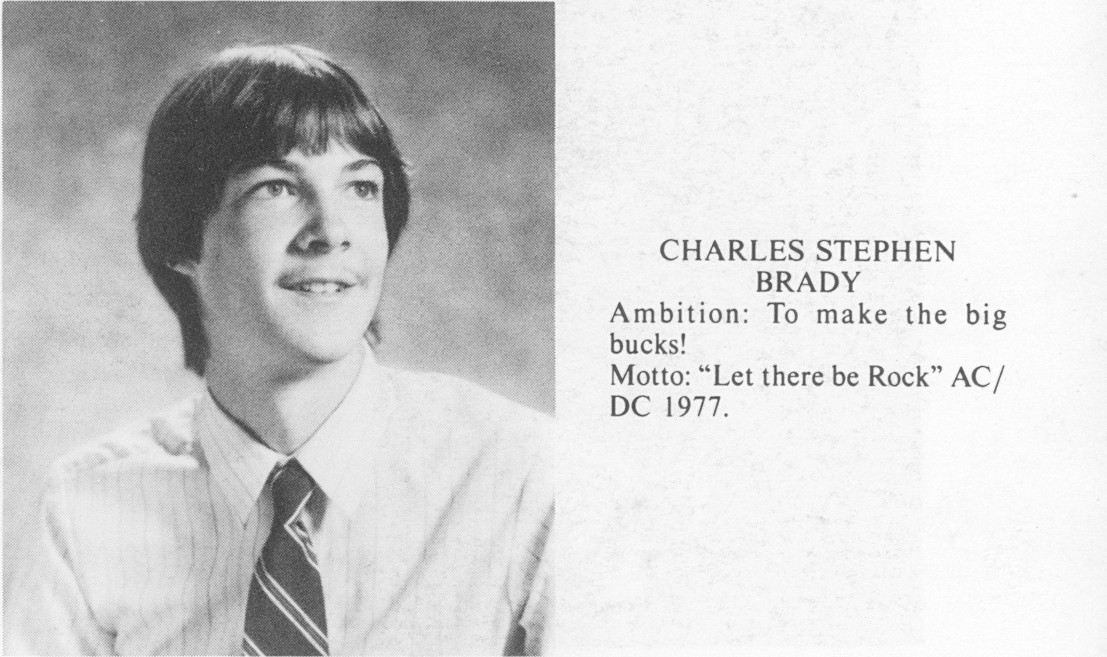 CHARLES STEPHEN
BRADY
Ambition: To make the big
bucks!
Motto: “Let there be Rock” AC/
DC 1977.